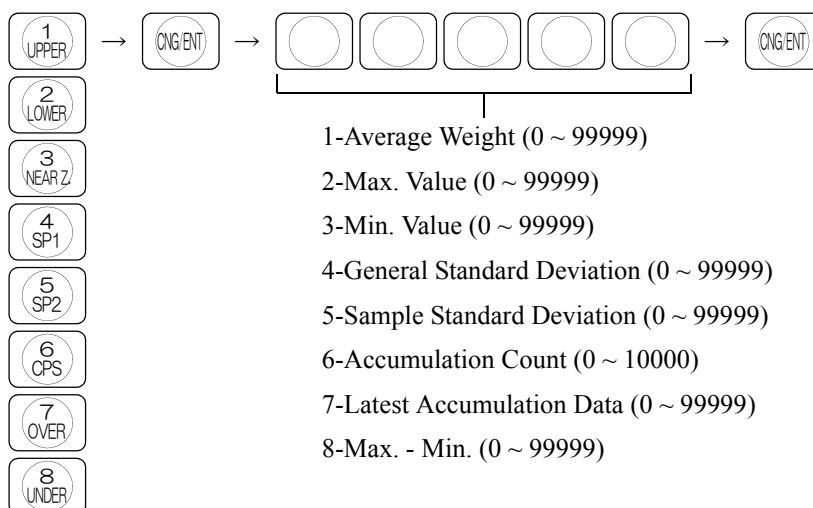 1
UPPER
→
CNG/ENT
→
→
CNG/ENT
2
LOWER
3
NEAR Z.
4
SP1
5
SP2
6
CPS
7
OVER
8
UNDER
1-Average Weight (0 ~ 99999)
2-Max. Value (0 ~ 99999)
3-Min. Value (0 ~ 99999)
4-General Standard Deviation (0 ~ 99999)
5-Sample Standard Deviation (0 ~ 99999)
6-Accumulation Count (0 ~ 10000)
7-Latest Accumulation Data (0 ~ 99999)
8-Max. - Min. (0 ~ 99999)